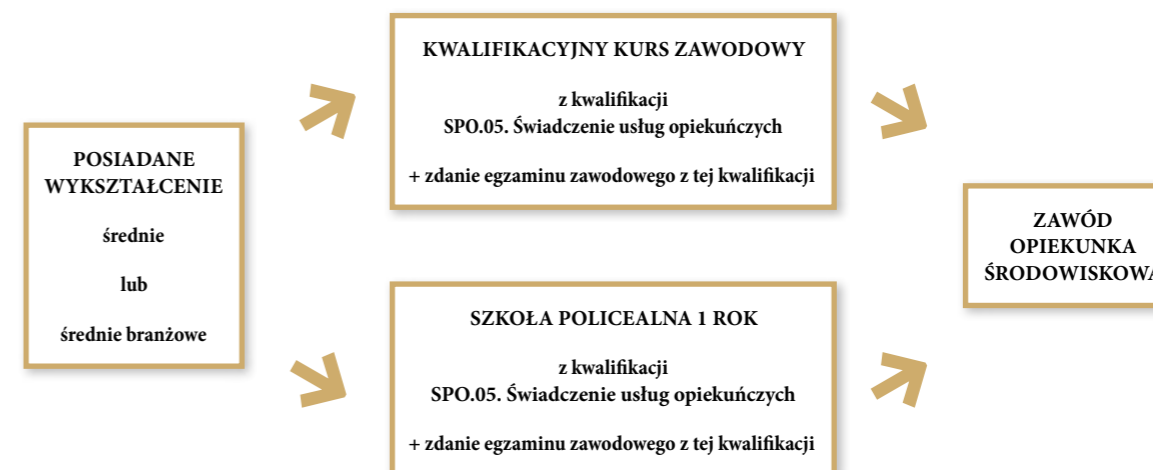 POSIADANE
WYKSZTAŁCENIE
średnie
lub
średnie branżowe
KWALIFIKACYJNY KURS ZAWODOWY
z kwalifikacji
SPO.05. Świadczenie usług opiekuńczych
+ zdanie egzaminu zawodowego z tej kwalifikacji
SZKOŁA POLICEALNA 1 ROK
z kwalifikacji
SPO.05. Świadczenie usług opiekuńczych
+ zdanie egzaminu zawodowego z tej kwalifikacji
ZAWÓD
OPIEKUNKA
ŚRODOWISKOWA